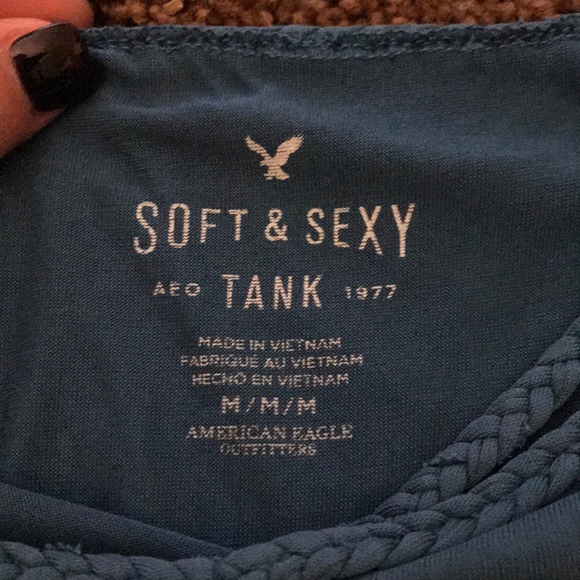 SOFT & SEXY
AEO TANK 1977
MADE IN VIETNAM
FABRIQUÉ AU VIETNAM
HECHO EN VIETNAM
M/M/M
AMERICAN EAGLE
OUTFITTERS